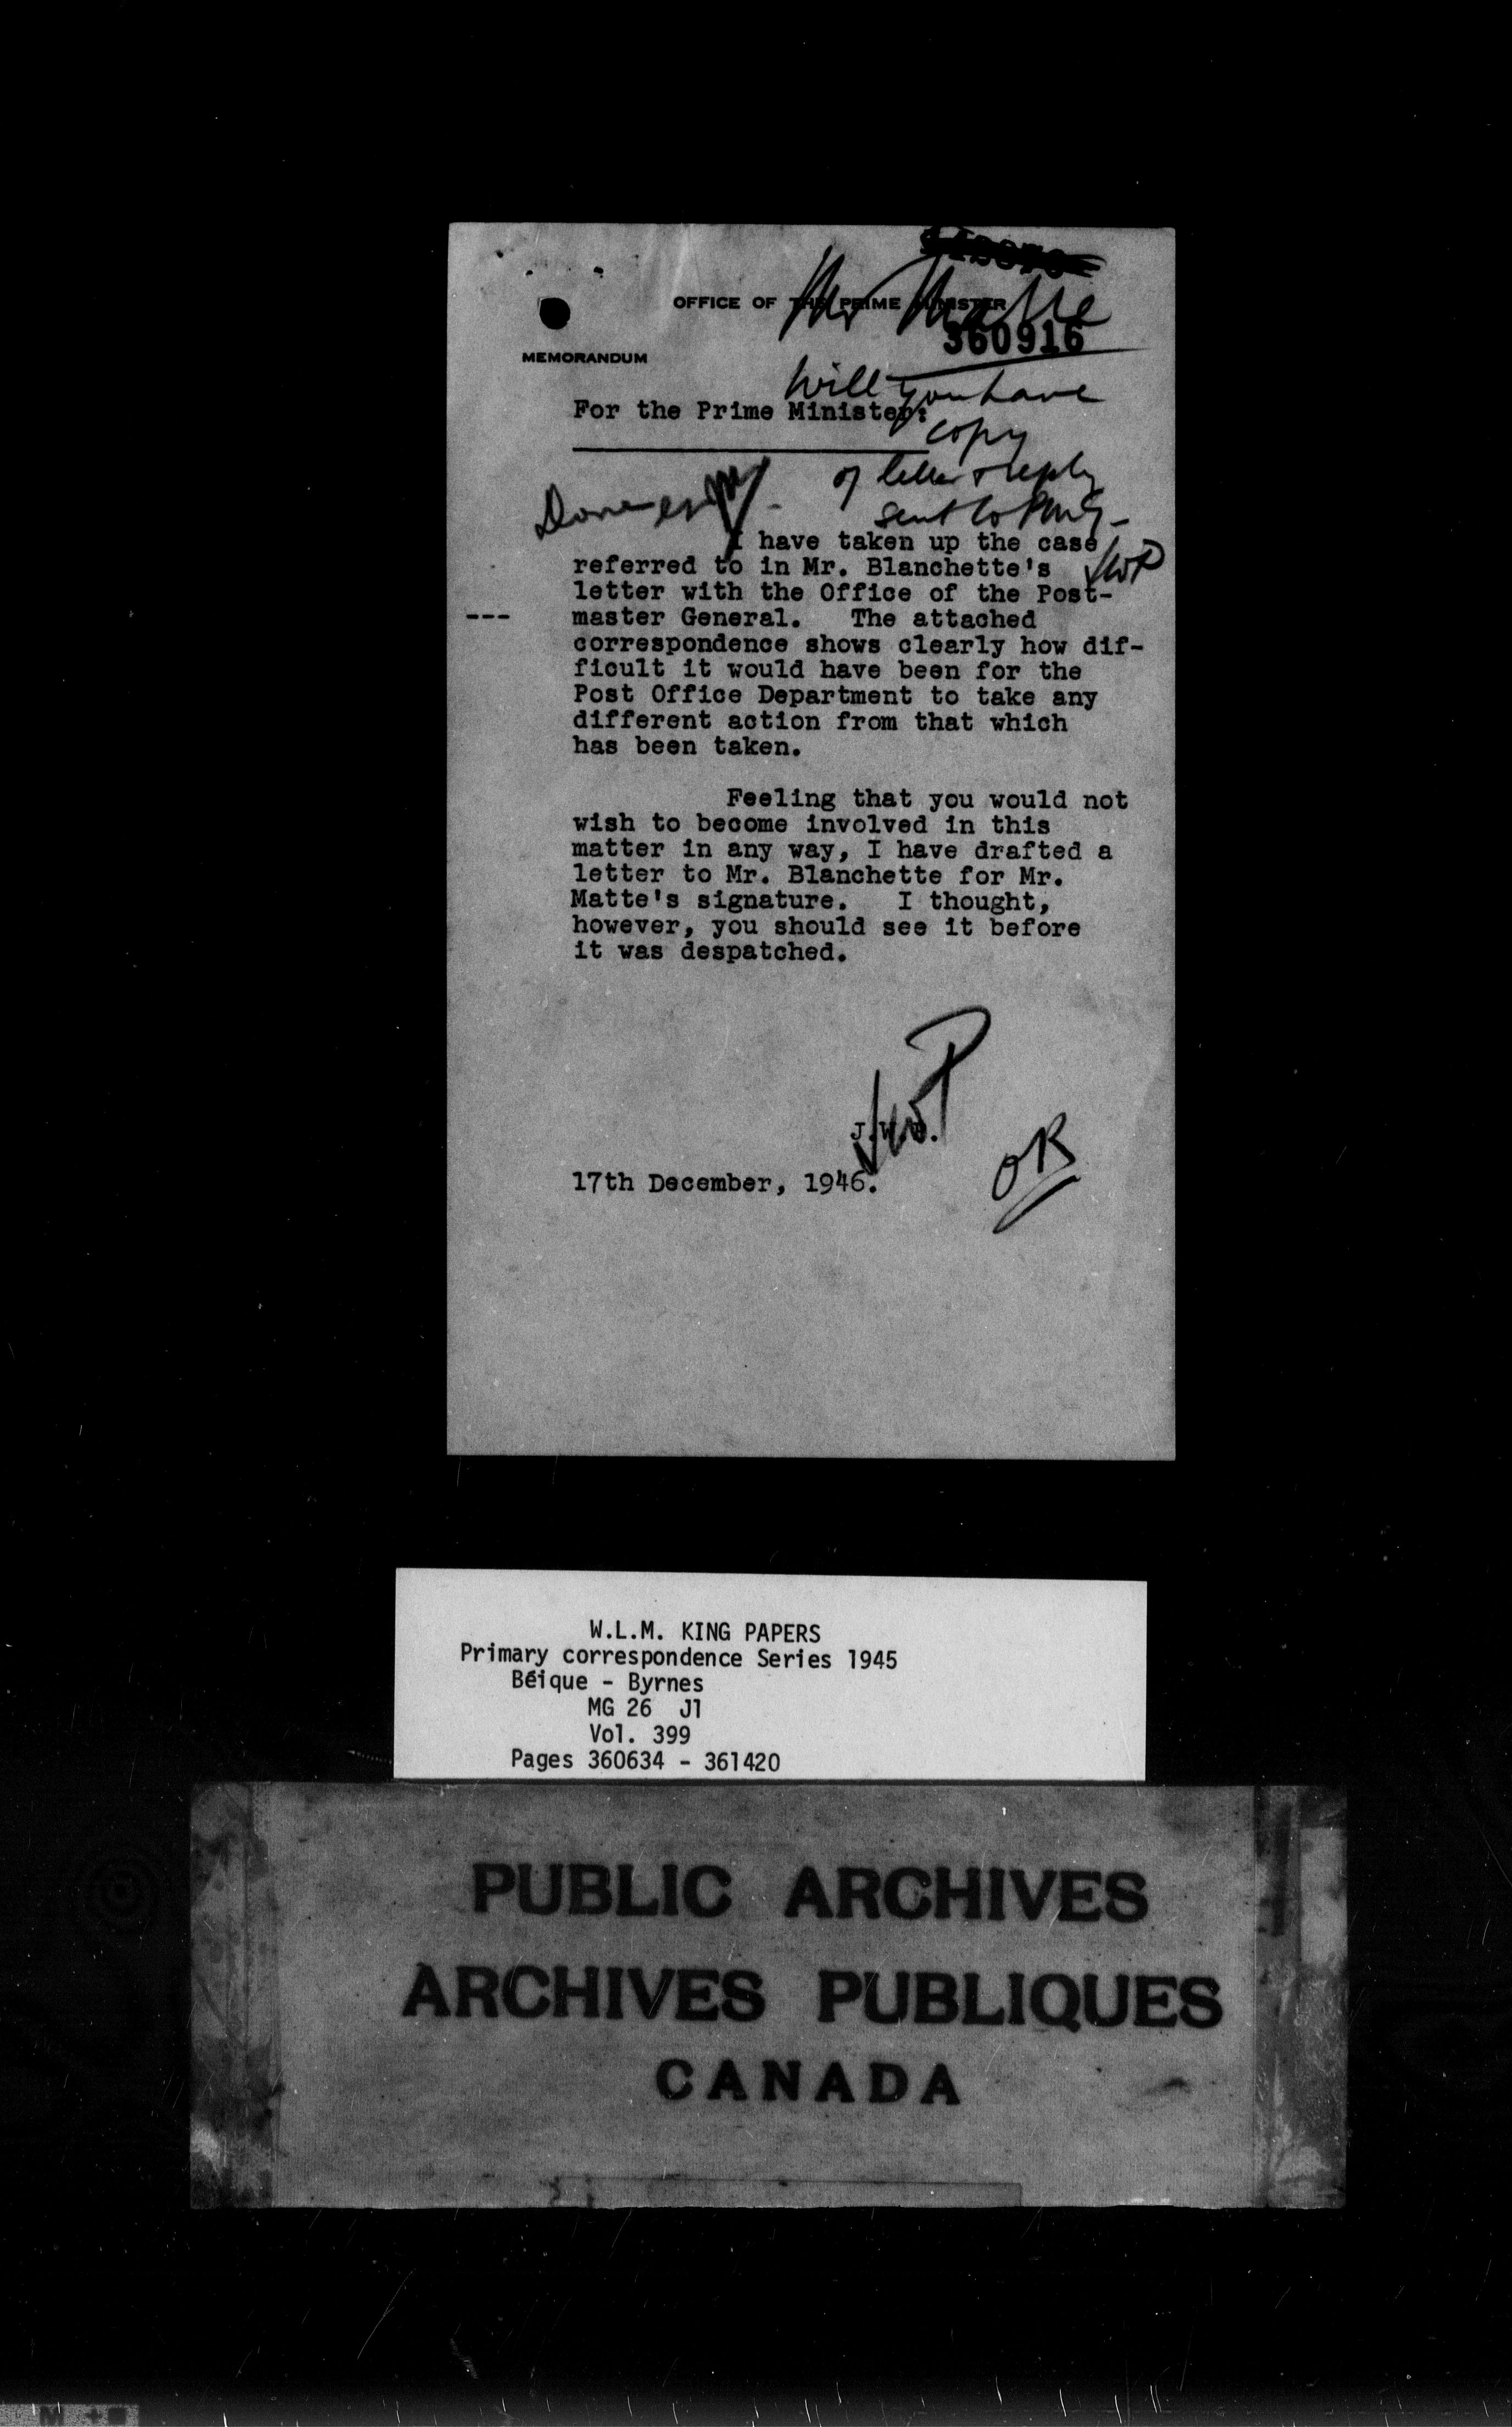 OFFICE OF THE PRIME MINISTER
Mr Matte
360916
MEMORANDUM
Will you have
For the Prime Minister:
copy
of letter & reply
sent to PMG-
Done
JWP
I have taken up the case
referred to in Mr. Blanchette's
letter with the Office of the Post-
--- master General. The attached
correspondence shows clearly how dif-
ficult it would have been for the
Post Office Department to take any
different action from that which
has been taken.
Feeling that you would not
wish to become involved in this
matter in any way, I have drafted a
letter to Mr. Blanchette for Mr.
Matte's signature. I thought,
however, you should see it before
it was despatched.
JWP
J.W.P.
OK
17th December, 1946.
W.L.M. KING PAPERS
Primary correspondence Series 1945
Béique - Byrnes
MG 26 J1
Vol. 399
Pages 360634 - 361420
PUBLIC ARCHIVES
ARCHIVES PUBLIQUES
CANADA